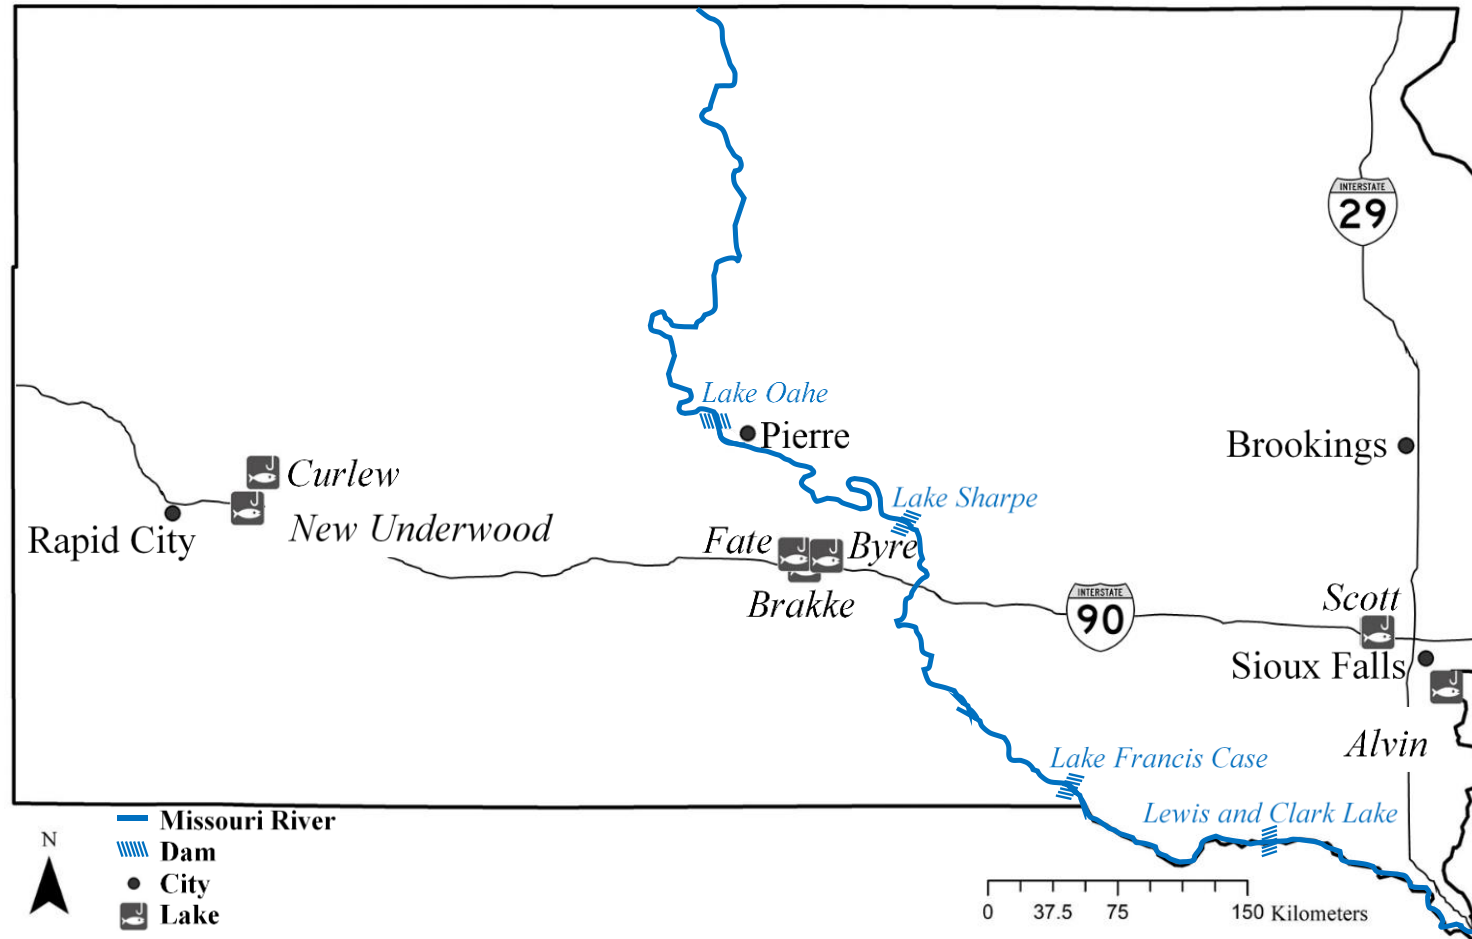 INTERSTATE
29
Lake Oahe
Pierre
Brookings
Curlew
Lake Sharpe
New Underwood
Rapid City
Fate
Byre
Brakke
INTERSTATE
90
Scott
Sioux Falls
Alvin
Lake Francis Case
Lewis and Clark Lake
N
Missouri River
Dam
City
Lake
0 37.5 75 150 Kilometers